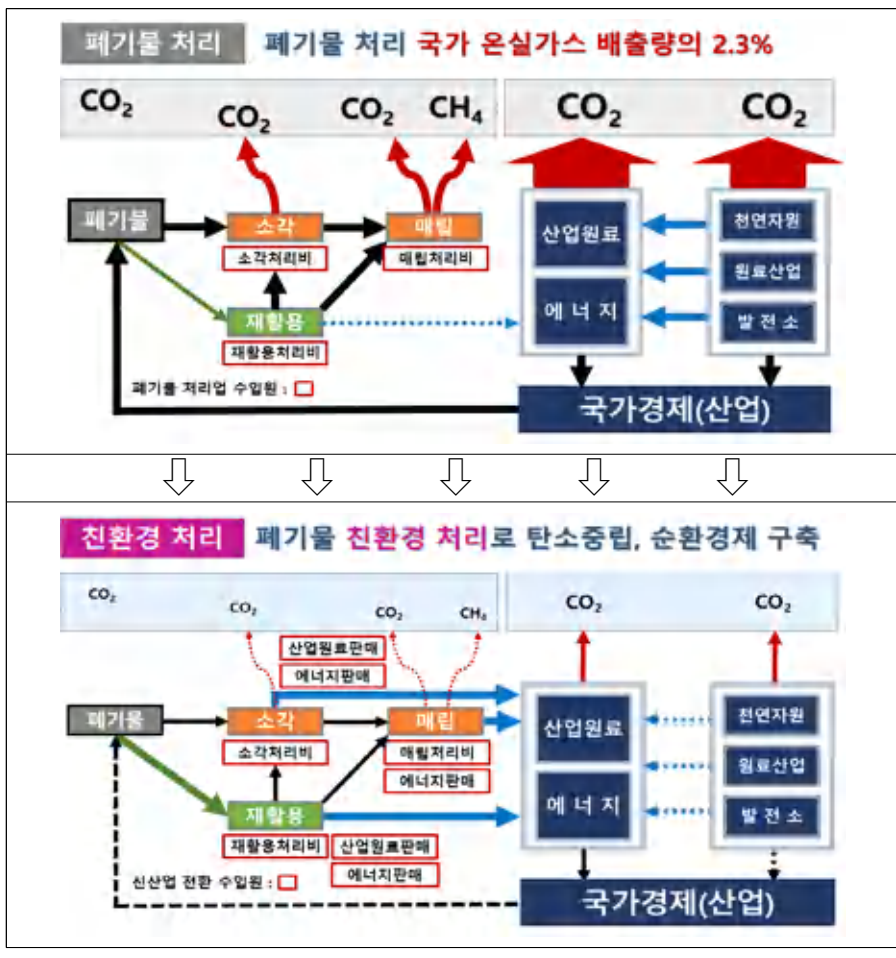 폐기물 처리 폐기물 처리 국가 온실가스 배출량의 2.3%
CO₂ CO₂ CO₂ CH₄ CO₂ CO₂
폐기물 소각 매립
소각처리비 매립처리비
재활용
재활용처리비
폐기물 처리업 수입원 :
산업원료
에 너 지
천연자원
원료산업
발 전 소
국가경제(산업)
친환경 처리 폐기물 친환경 처리로 탄소중립, 순환경제 구축
CO₂ CO₂ CO₂ CH₄ CO₂ CO₂
산업원료판매
에너지판매
폐기물 소각 매립
소각처리비 매립처리비
에너지판매
재활용
재활용처리비 산업원료판매
에너지판매
신산업 전환 수입원 :
산업원료
에 너 지
천연자원
원료산업
발 전 소
국가경제(산업)